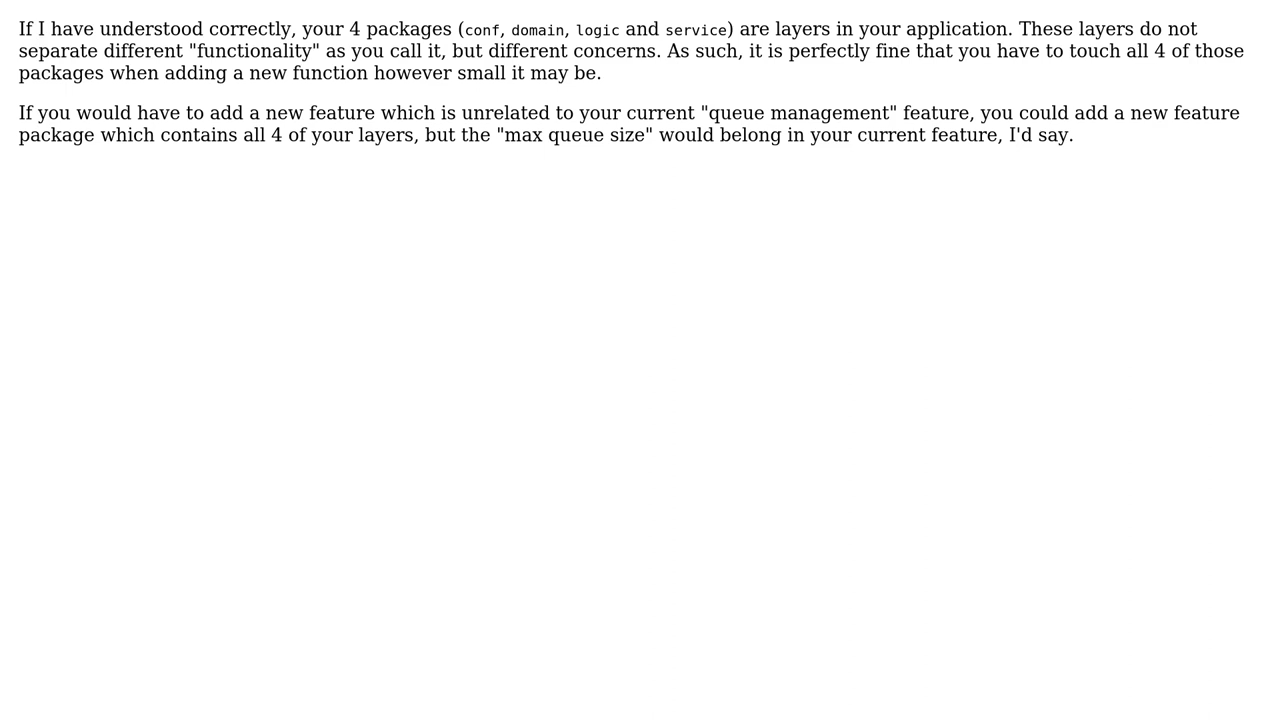 If I have understood correctly, your 4 packages (conf, domain, logic and service) are layers in your application. These layers do not
separate different "functionality" as you call it, but different concerns. As such, it is perfectly fine that you have to touch all 4 of those
packages when adding a new function however small it may be.
If you would have to add a new feature which is unrelated to your current "queue management" feature, you could add a new feature
package which contains all 4 of your layers, but the "max queue size" would belong in your current feature, I'd say.